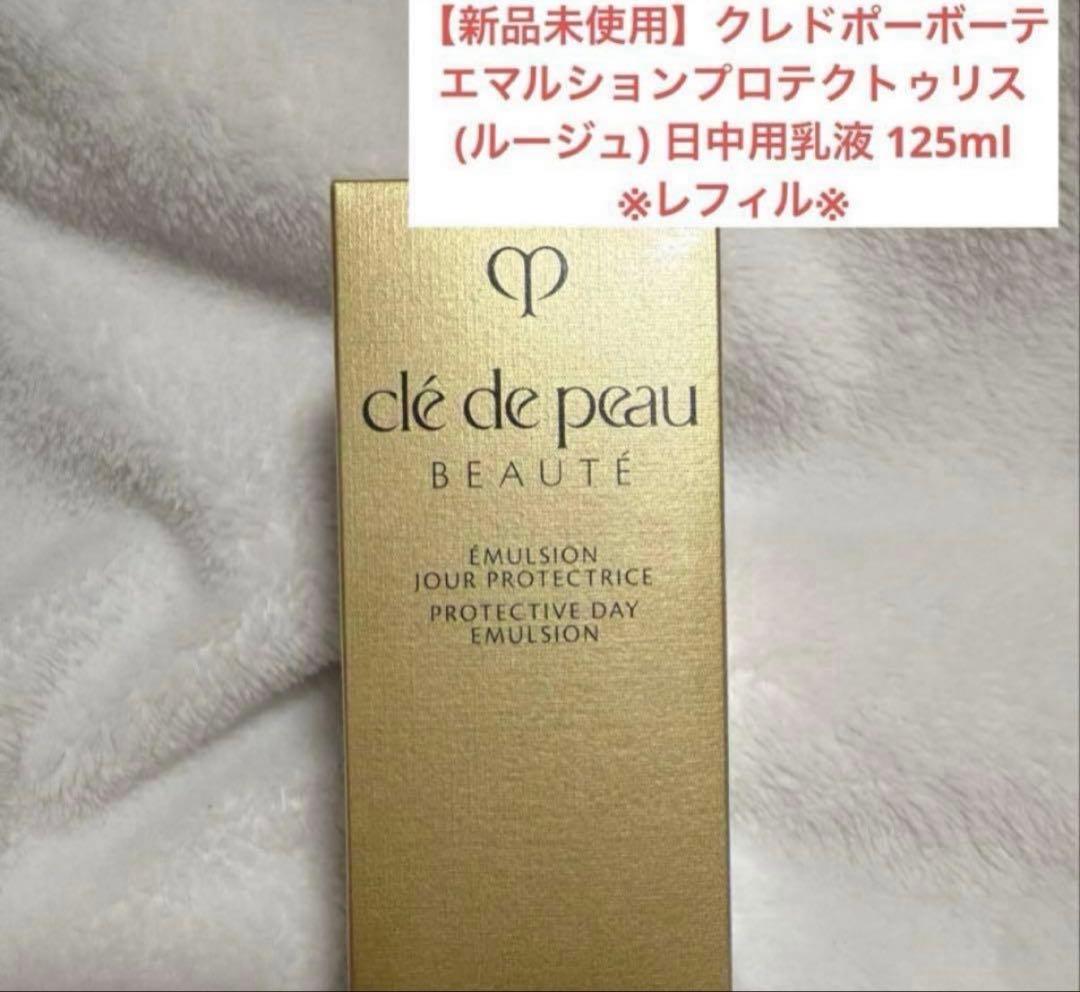 【新品未使用】クレドポーボーテ
エマルションプロテクトゥリス
(ルージュ) 日中用乳液 125ml
※レフィル※
clé de peau
BEAUTÉ
ÉMULSION
JOUR PROTECTRICE
PROTECTIVE DAY
EMULSION